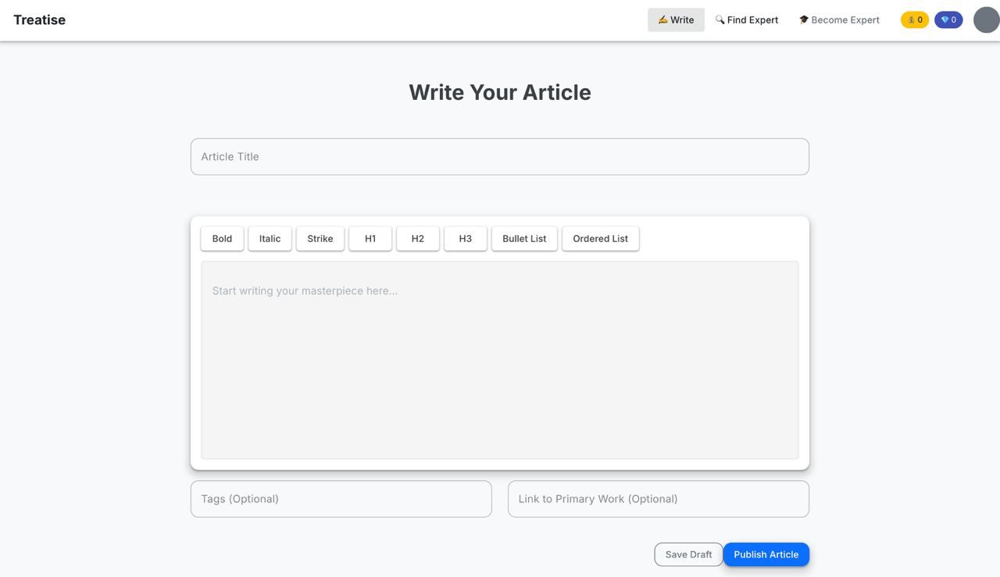 Treatise
✍️ Write
🔍 Find Expert
🎓 Become Expert
💰 0
💎 0
Write Your Article
Article Title
Bold
Italic
Strike
H1
H2
H3
Bullet List
Ordered List
Start writing your masterpiece here...
Tags (Optional)
Link to Primary Work (Optional)
Save Draft
Publish Article